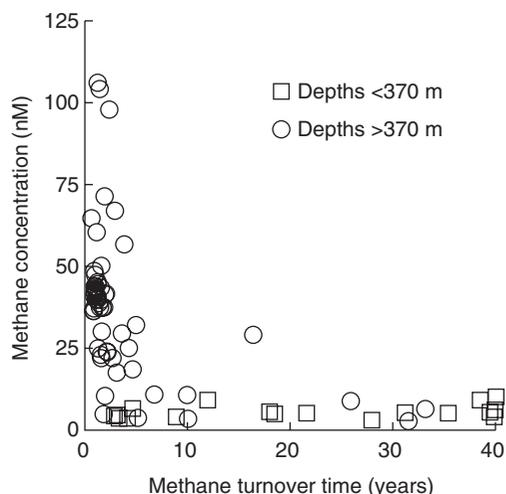 125
100
75
50
25
0
0 10 20 30 40
Methane concentration (nM)
Methane turnover time (years)
Depths <370 m
Depths >370 m